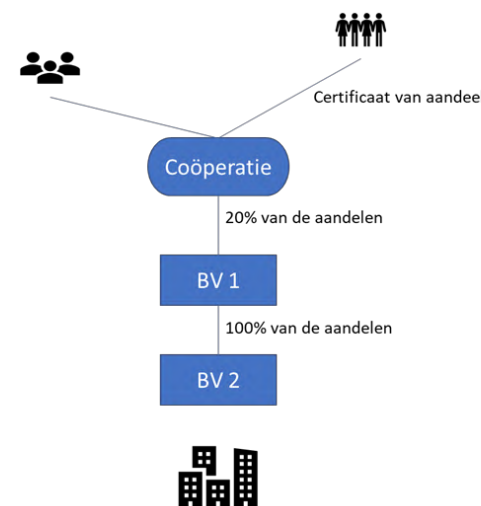 Certificaat van aandee
Coöperatie
20% van de aandelen
BV 1
100% van de aandelen
BV 2